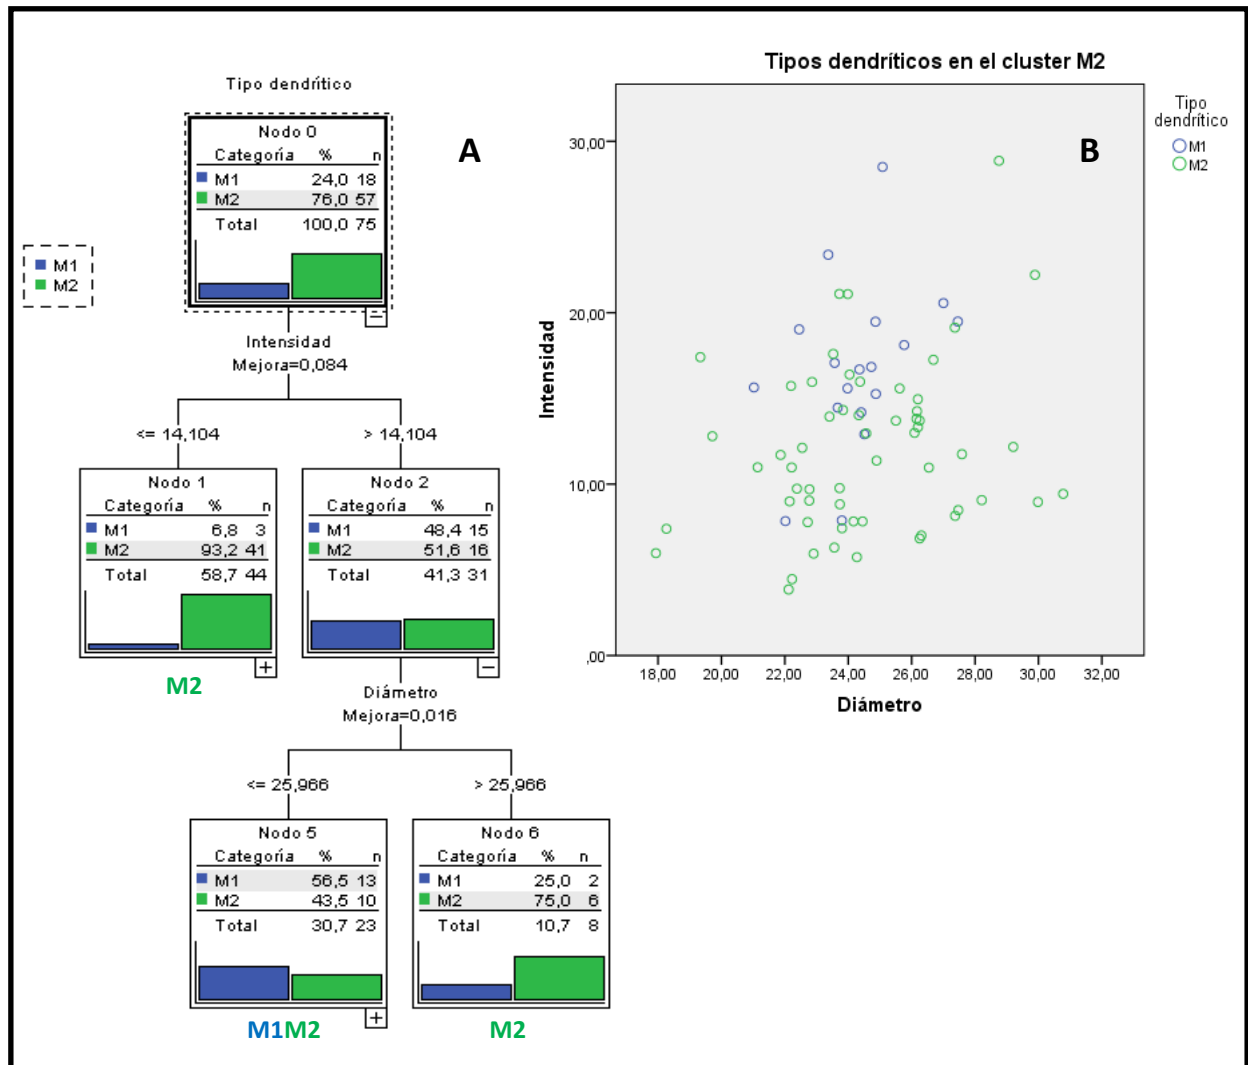 Tipo dendrítico
A
Nodo 0
Categoría % n
M1 24,0 18
M2 76,0 57
Total 100,0 75
M1
M2
Intensidad
Mejora=0,084
<= 14,104
> 14,104
Nodo 1
Categoría % n
M1 6,8 3
M2 93,2 41
Total 58,7 44
M2
Nodo 2
Categoría % n
M1 48,4 15
M2 51,6 16
Total 41,3 31
Diámetro
Mejora=0,016
<= 25,966
> 25,966
Nodo 5
Categoría % n
M1 56,5 13
M2 43,5 10
Total 30,7 23
M1M2
Nodo 6
Categoría % n
M1 25,0 2
M2 75,0 6
Total 10,7 8
M2
Tipos dendríticos en el cluster M2
B
Tipo
dendrítico
M1
M2
Intensidad
30,00
20,00
10,00
,00
18,00 20,00 22,00 24,00 26,00 28,00 30,00 32,00
Diámetro